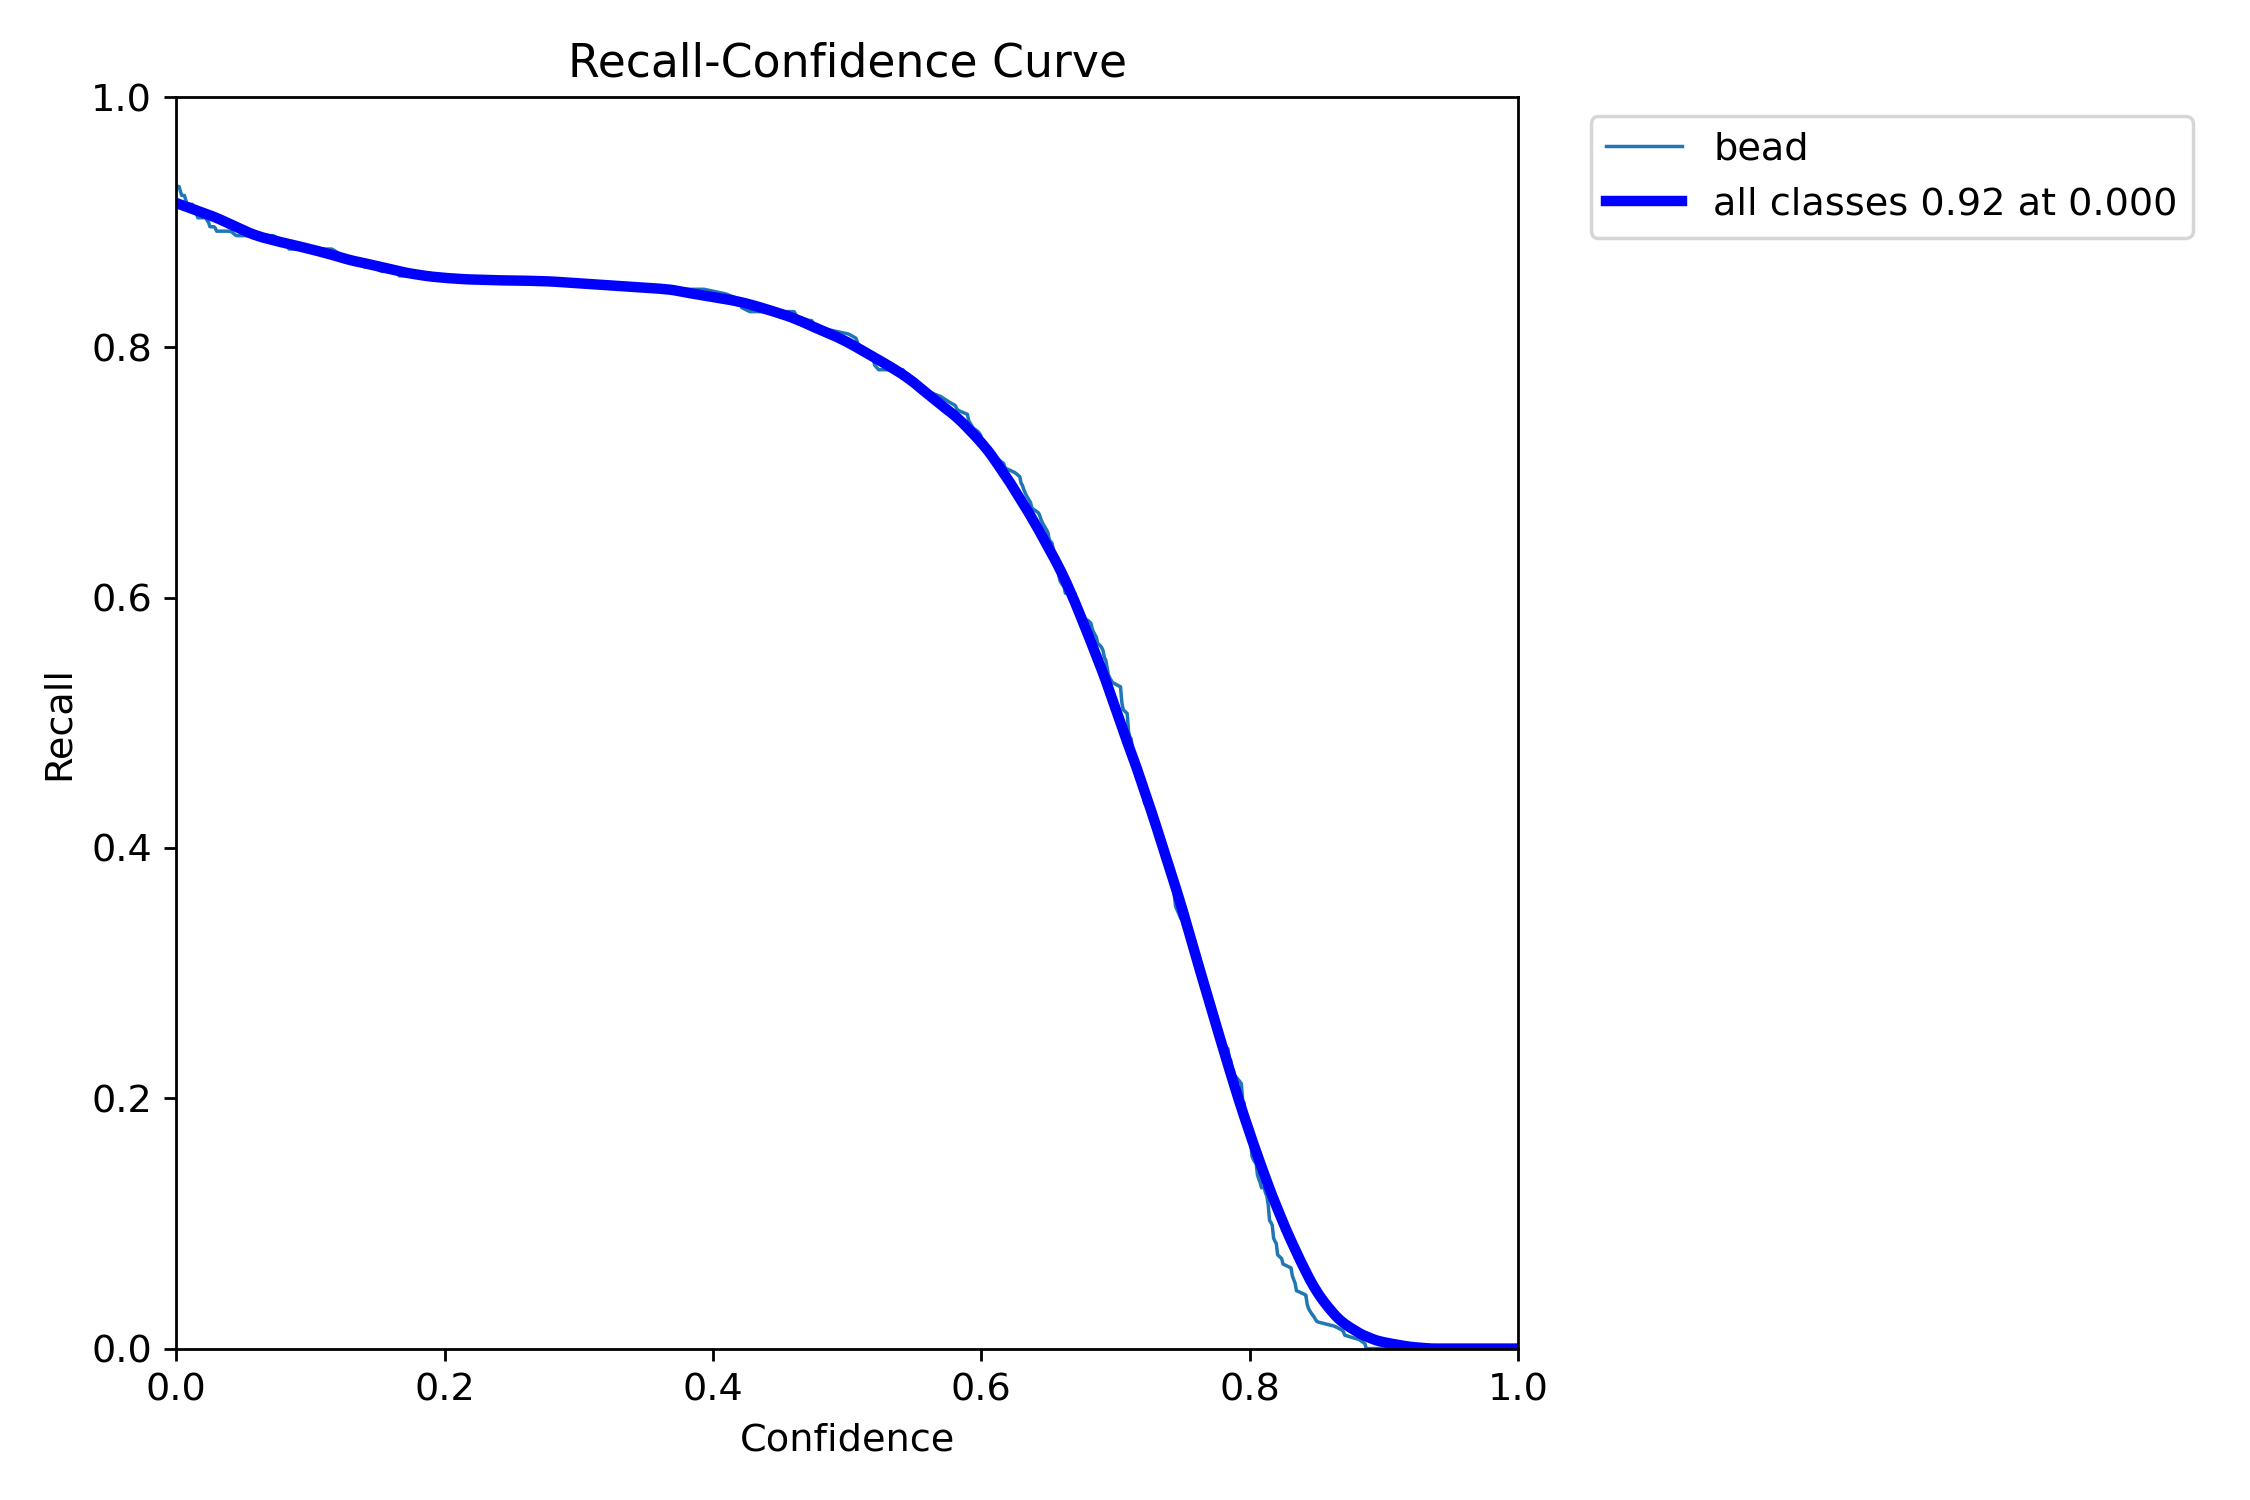 Recall-Confidence Curve
1.0
0.8
0.6
0.4
0.2
0.0
Recall
0.0 0.2 0.4 0.6 0.8 1.0
Confidence
bead
all classes 0.92 at 0.000